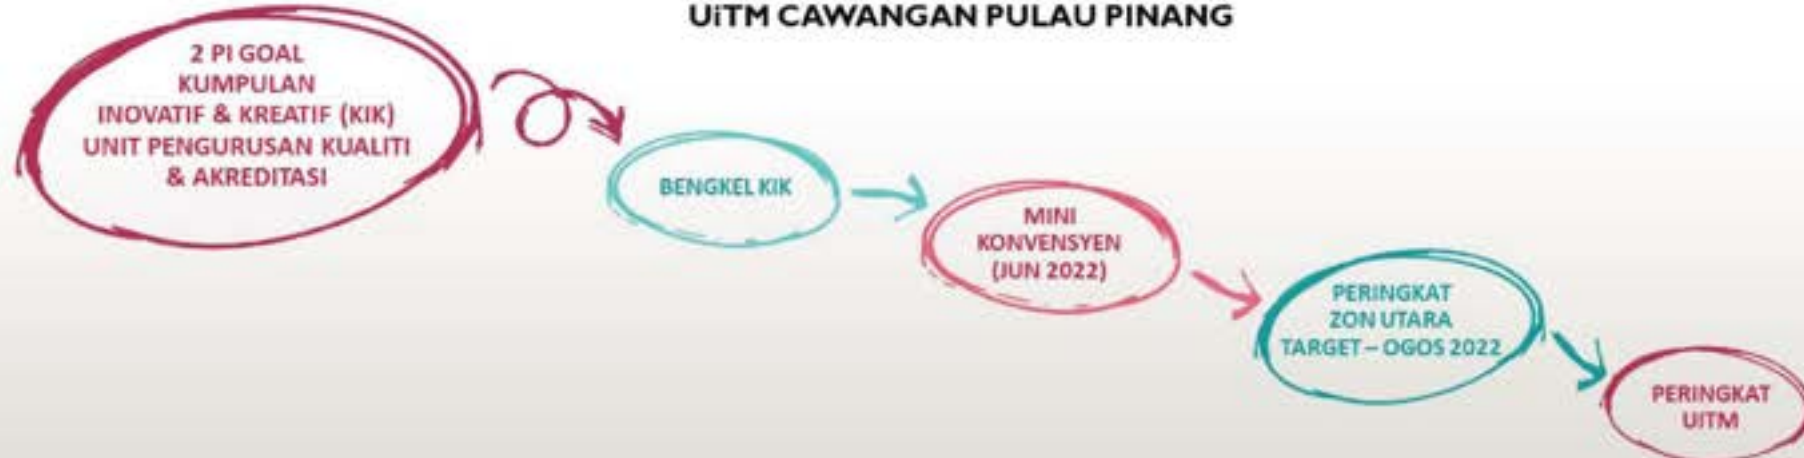 UiTM CAWANGAN PULAU PINANG
2 PI GOAL
KUMPULAN
INOVATIF & KREATIF (KIK)
UNIT PENGURUSAN KUALITI
& AKREDITASI
BENGKEL KIK
MINI
KONVENSYEN
(JUN 2022)
PERINGKAT
ZON UTARA
TARGET – OGOS 2022
PERINGKAT
UITM